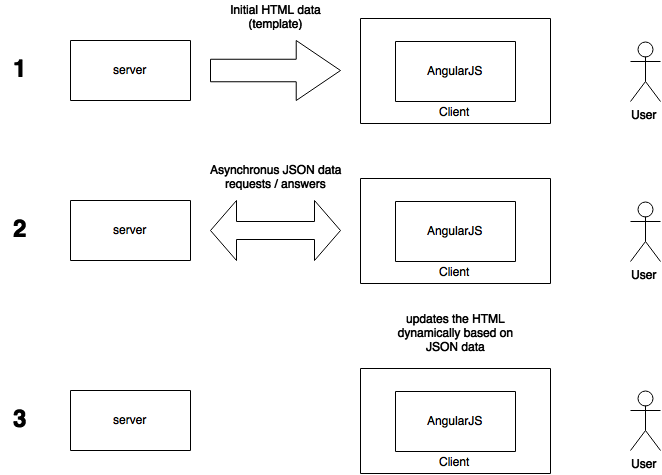 Initial HTML data
(template)
1
server
AngularJS
Client
User
Asynchronus JSON data
requests / answers
2
server
AngularJS
Client
User
updates the HTML
dynamically based on
JSON data
3
server
AngularJS
Client
User